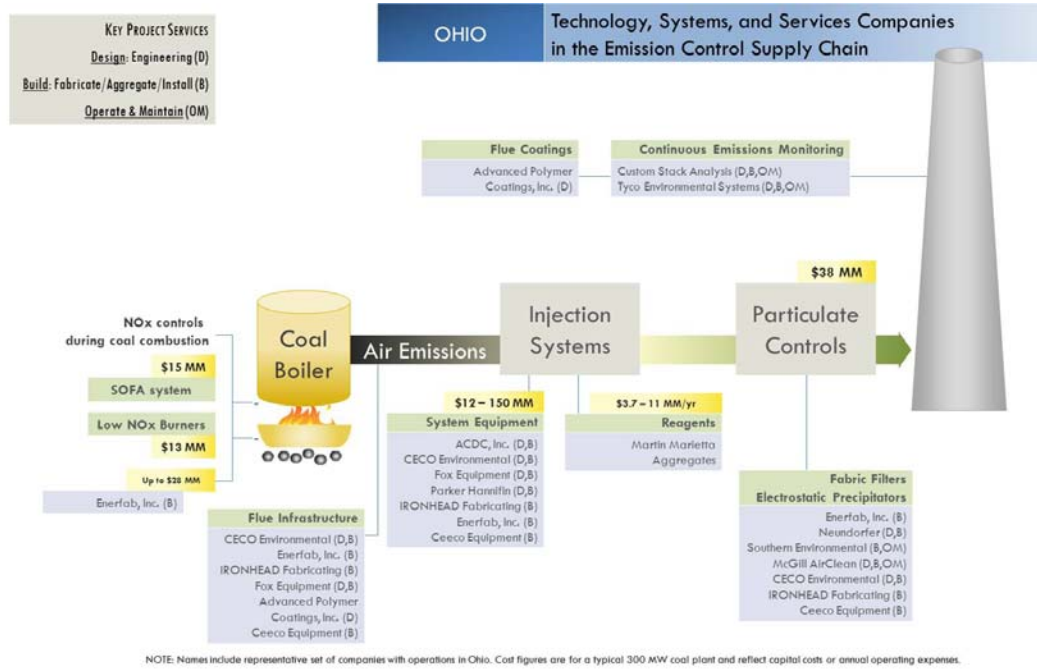 KEY PROJECT SERVICES
Design: Engineering (D)
Build: Fabricate/Aggregate/Install (B)
Operate & Maintain (OM)
OHIO
Technology, Systems, and Services Companies
in the Emission Control Supply Chain
Flue Coatings
Advanced Polymer
Coatings, Inc. (D)
Continuous Emissions Monitoring
Custom Stack Analysis (D,B,OM)
Tyco Environmental Systems (D,B,OM)
NOx controls
during coal combustion
$15 MM
SOFA system
Low NOx Burners
$13 MM
Up to $28 MM
Enerfab, Inc. (B)
Coal
Boiler
Air Emissions
Injection
Systems
$38 MM
Particulate
Controls
Flue Infrastructure
CECO Environmental (D,B)
Enerfab, Inc. (B)
IRONHEAD Fabricating (B)
Fox Equipment (D,B)
Advanced Polymer
Coatings, Inc. (D)
Ceeco Equipment (B)
$12 – 150 MM
System Equipment
ACDC, Inc. (D,B)
CECO Environmental (D,B)
Fox Equipment (D,B)
Parker Hannifin (D,B)
IRONHEAD Fabricating (B)
Enerfab, Inc. (B)
Ceeco Equipment (B)
$3.7 – 11 MM/yr
Reagents
Martin Marietta
Aggregates
Fabric Filters
Electrostatic Precipitators
Enerfab, Inc. (B)
Neundorfer (D,B)
Southern Environmental (B,OM)
McGill AirClean (D,B,OM)
CECO Environmental (D,B)
IRONHEAD Fabricating (B)
Ceeco Equipment (B)
NOTE: Names include representative set of companies with operations in Ohio. Cost figures are for a typical 300 MW coal plant and reflect capital costs or annual operating expenses.